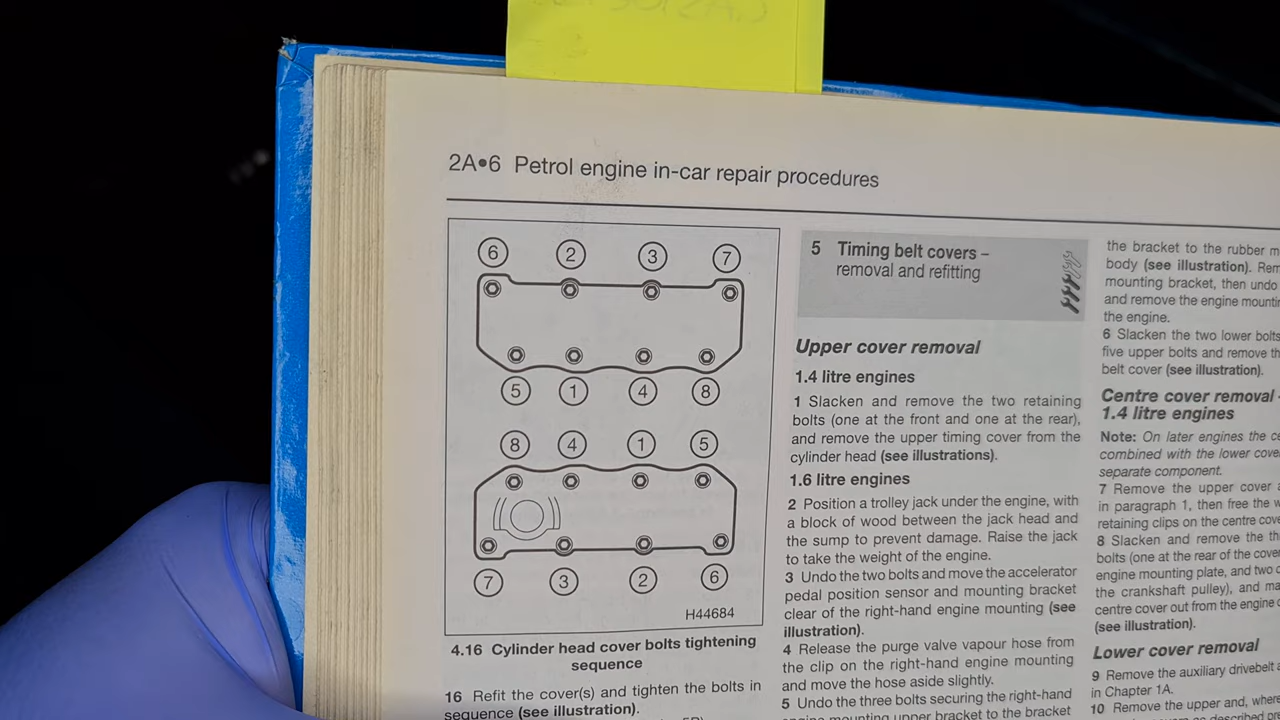 2A•6 Petrol engine in-car repair procedures
6 2 3 7
5 1 4 8
8 4 1 5
7 3 2 6
H44684
4.16 Cylinder head cover bolts tightening
sequence
16 Refit the cover(s) and tighten the bolts in
sequence (see illustration).
5 Timing belt covers –
removal and refitting
Upper cover removal
1.4 litre engines
1 Slacken and remove the two retaining
bolts (one at the front and one at the rear),
and remove the upper timing cover from the
cylinder head (see illustrations).
1.6 litre engines
2 Position a trolley jack under the engine, with
a block of wood between the jack head and
the sump to prevent damage. Raise the jack
to take the weight of the engine.
3 Undo the two bolts and move the accelerator
pedal position sensor and mounting bracket
clear of the right-hand engine mounting (see
illustration).
4 Release the purge valve vapour hose from
the clip on the right-hand engine mounting
and move the hose aside slightly.
5 Undo the three bolts securing the right-hand
engine mounting upper bracket to the bracket
the bracket to the rubber
body (see illustration).
mounting bracket, then undo
and remove the engine
the engine.
6 Slacken the two lower bolts
five upper bolts and remove
belt cover (see illustration).
Centre cover removal
1.4 litre engines
Note: On later engines the
combined with the lower
separate component.
7 Remove the upper cover
in paragraph 1, then free the
retaining clips on the centre
8 Slacken and remove the
bolts (one at the rear of the
engine mounting plate, and two
the crankshaft pulley), and
centre cover out from the engine
(see illustration).
Lower cover removal
9 Remove the auxiliary drivebelt
in Chapter 1A.
10 Remove the upper and, where